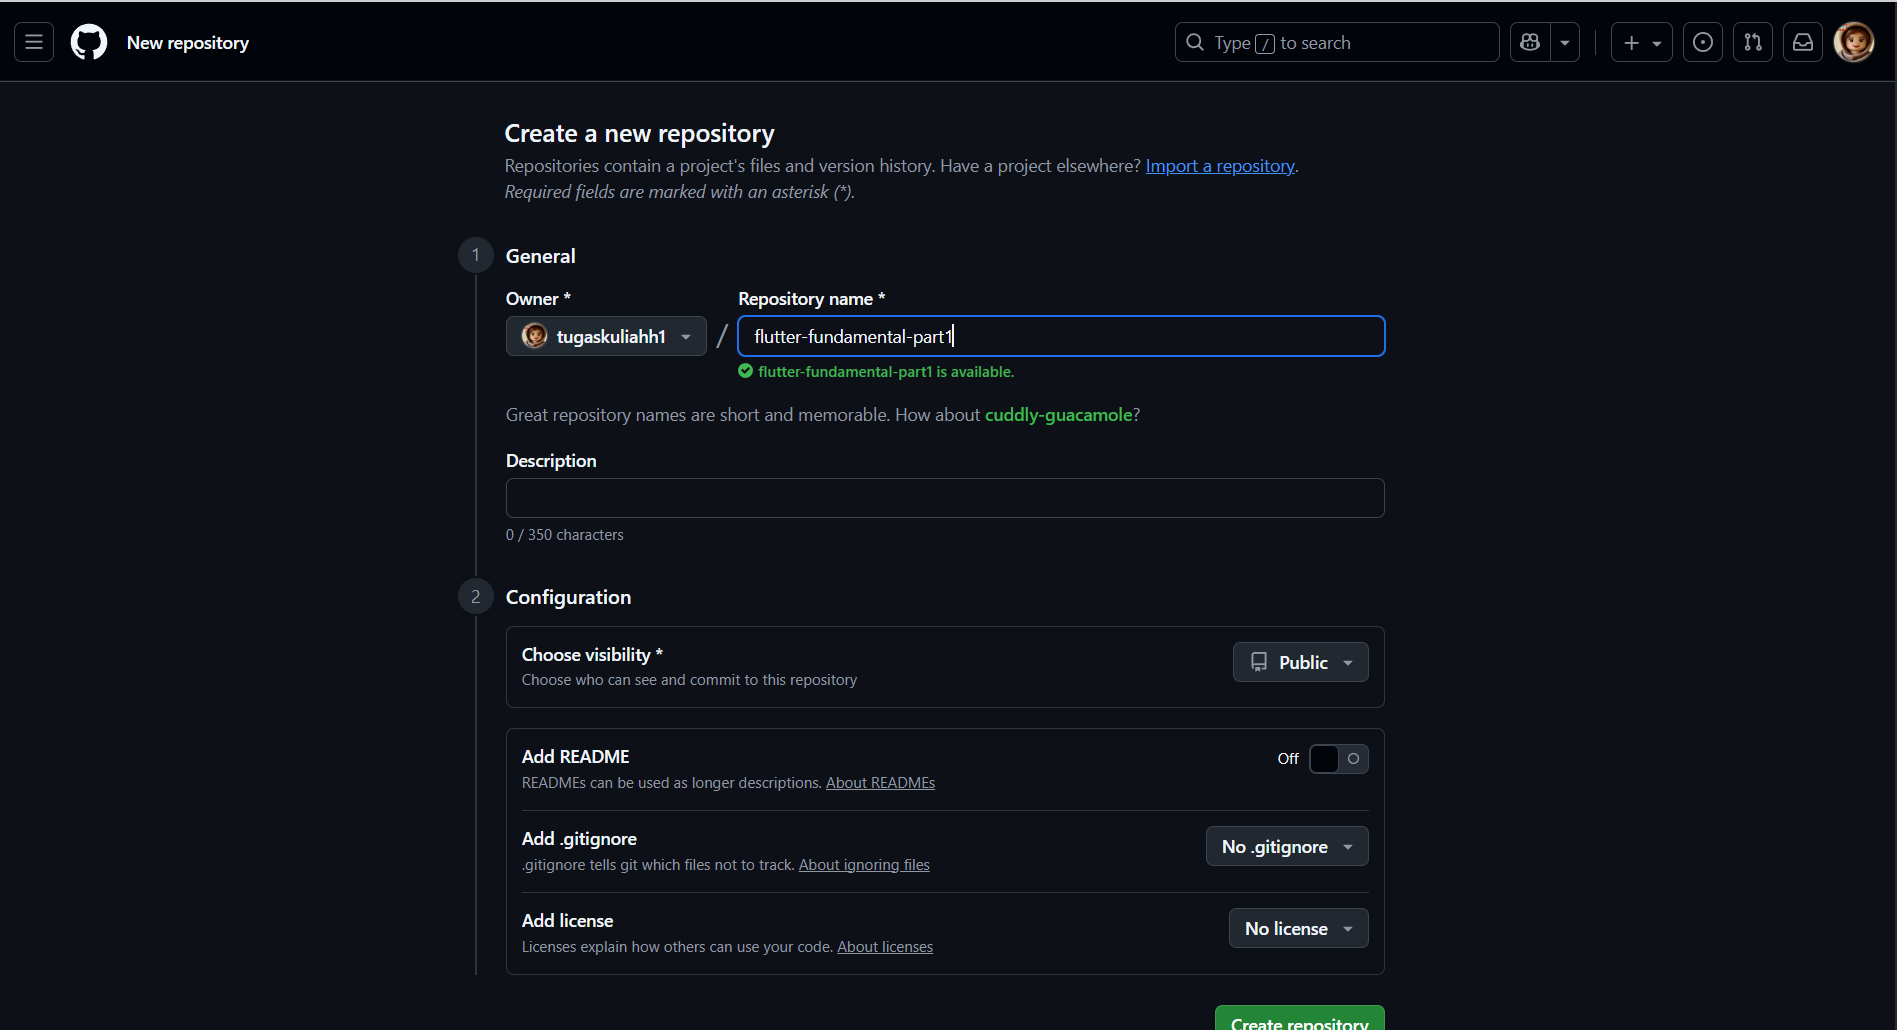 New repository
Type / to search
Create a new repository
Repositories contain a project's files and version history. Have a project elsewhere? Import a repository.
Required fields are marked with an asterisk (*).
1 General
Owner * Repository name *
tugaskuliahh1 / flutter-fundamental-part1
flutter-fundamental-part1 is available.
Great repository names are short and memorable. How about cuddly-guacamole?
Description
0 / 350 characters
2 Configuration
Choose visibility *
Public
Choose who can see and commit to this repository
Add README
Off
READMEs can be used as longer descriptions. About READMEs
Add .gitignore
No .gitignore
.gitignore tells git which files not to track. About ignoring files
Add license
No license
Licenses explain how others can use your code. About licenses
Create repository